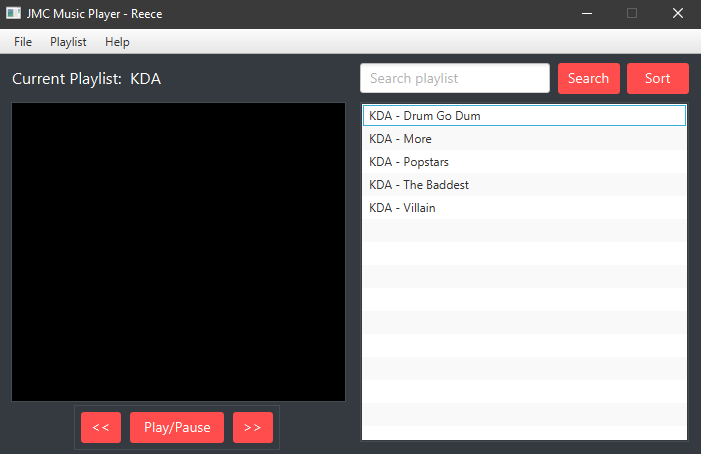 JMC Music Player - Reece
File Playlist Help
Current Playlist: KDA
Search playlist
Search
Sort
KDA - Drum Go Dum
KDA - More
KDA - Popstars
KDA - The Baddest
KDA - Villain
<< Play/Pause >>